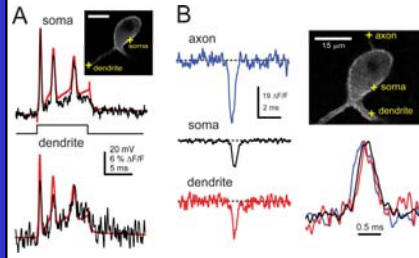 A
soma
soma
dendrite
dendrite
20 mV
6 % ΔF/F
5 ms
B
axon
19 ΔF/F
2 ms
soma
dendrite
axon
15 μm
soma
dendrite
0.5 ms